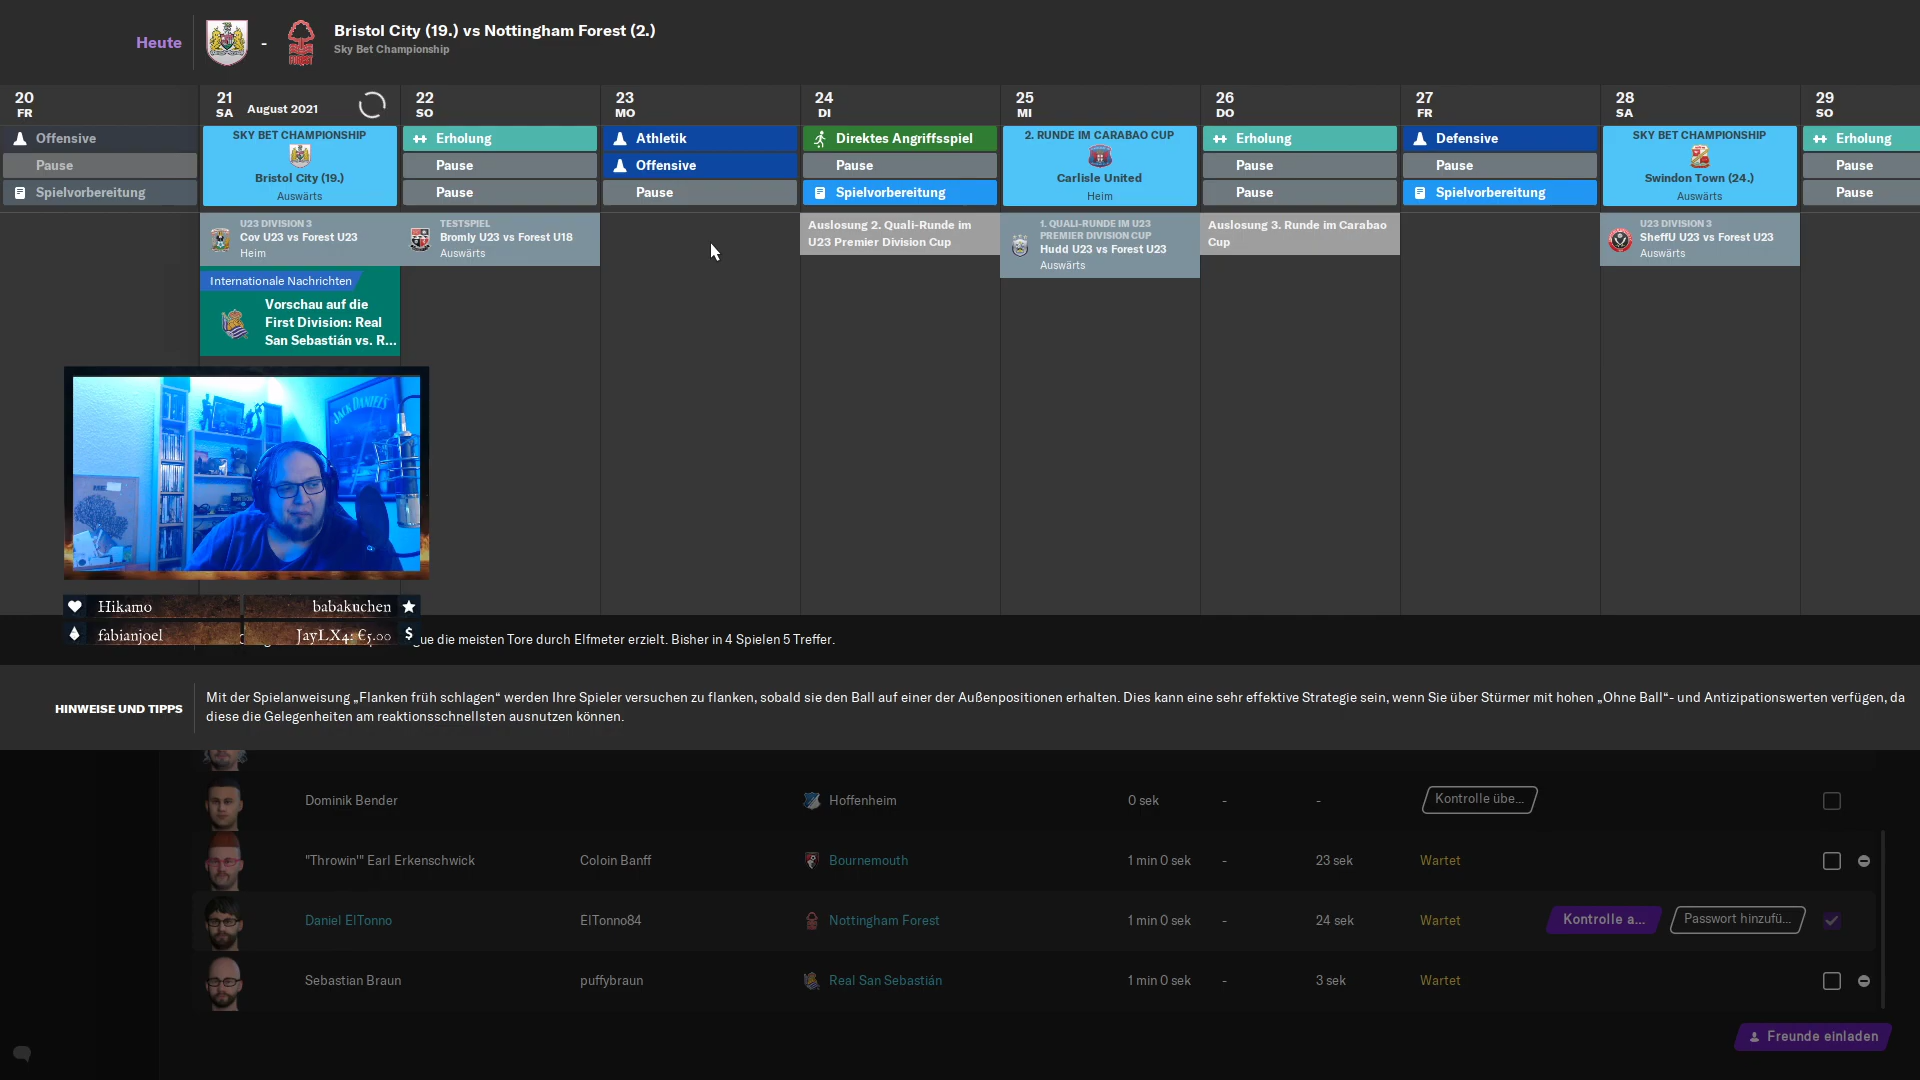 Heute
-
Bristol City (19.) vs Nottingham Forest (2.)
Sky Bet Championship
20
FR
21
SA
August 2021
22
SO
23
MO
24
DI
25
MI
26
DO
27
FR
28
SA
29
SO
Offensive
Pause
Spielvorbereitung
SKY BET CHAMPIONSHIP
Bristol City (19.)
Auswärts
Erholung
Pause
Pause
Athletik
Offensive
Pause
Direktes Angriffsspiel
Pause
Spielvorbereitung
2. RUNDE IM CARABAO CUP
Carlisle United
Heim
Erholung
Pause
Pause
Defensive
Pause
Spielvorbereitung
SKY BET CHAMPIONSHIP
Swindon Town (24.)
Auswärts
Erholung
Pause
Pause
U23 DIVISION 3
Cov U23 vs Forest U23
Heim
TESTSPIEL
Bromly U23 vs Forest U18
Auswärts
Auslosung 2. Quali-Runde im
U23 Premier Division Cup
1. QUALI-RUNDE IM U23
PREMIER DIVISION CUP
Hudd U23 vs Forest U23
Auswärts
Auslosung 3. Runde im Carabao
Cup
U23 DIVISION 3
SheffU U23 vs Forest U23
Auswärts
Internationale Nachrichten
Vorschau auf die
First Division: Real
San Sebastián vs. R...
JACK DANIEL'S
Hikamo
babakuchen
fabianjoel
JayLX4: €5.00
gue die meisten Tore durch Elfmeter erzielt. Bisher in 4 Spielen 5 Treffer.
HINWEISE UND TIPPS
Mit der Spielanweisung „Flanken früh schlagen“ werden Ihre Spieler versuchen zu flanken, sobald sie den Ball auf einer der Außenpositionen erhalten. Dies kann eine sehr effektive Strategie sein, wenn Sie über Stürmer mit hohen „Ohne Ball“- und Antizipationswerten verfügen, da
diese die Gelegenheiten am reaktionsschnellsten ausnutzen können.
Dominik Bender Hoffenheim 0 sek - - Kontrolle übe...
"Throwin'" Earl Erkenschwick Coloin Banff Bournemouth 1 min 0 sek - 23 sek Wartet
Daniel ElTonno ElTonno84 Nottingham Forest 1 min 0 sek - 24 sek Wartet Kontrolle a... Passwort hinzufü...
Sebastian Braun puffybraun Real San Sebastián 1 min 0 sek - 3 sek Wartet
Freunde einladen